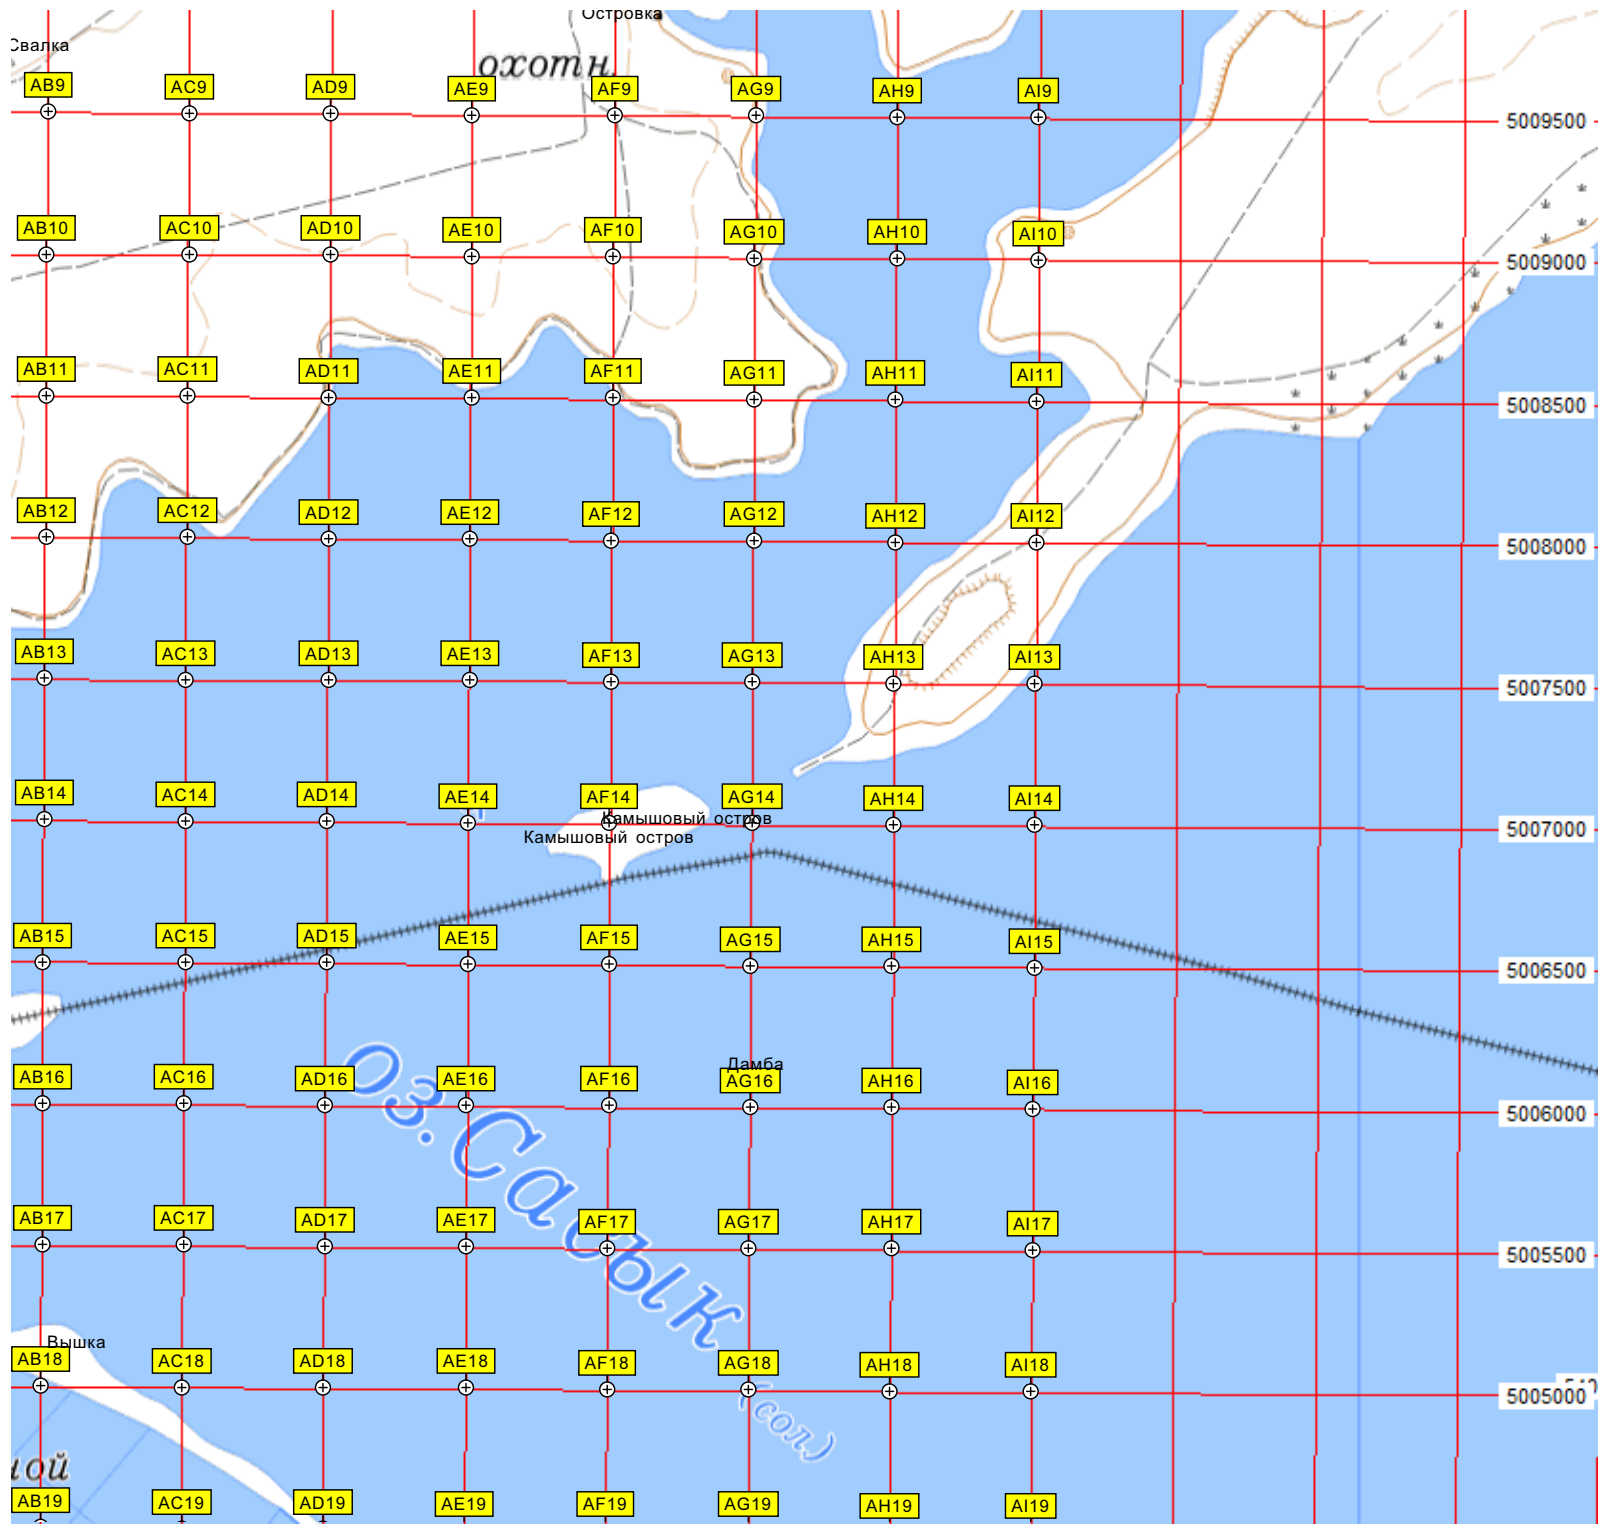 Островка
Свалка
охотн.
AB9 AC9 AD9 AE9 AF9 AG9 AH9 AI9
5009500
AB10 AC10 AD10 AE10 AF10 AG10 AH10 AI10
5009000
AB11 AC11 AD11 AE11 AF11 AG11 AH11 AI11
5008500
AB12 AC12 AD12 AE12 AF12 AG12 AH12 AI12
5008000
AB13 AC13 AD13 AE13 AF13 AG13 AH13 AI13
5007500
AB14 AC14 AD14 AE14 AF14 AG14 AH14 AI14
Камышовый остров
5007000
Камышовый остров
AB15 AC15 AD15 AE15 AF15 AG15 AH15 AI15
5006500
Дамба
AB16 AC16 AD16 AE16 AF16 AG16 AH16 AI16
5006000
оз. Сасык
AB17 AC17 AD17 AE17 AF17 AG17 AH17 AI17
5005500
Вышка
AB18 AC18 AD18 AE18 AF18 AG18 AH18 AI18
5005000
(сол)
ной
AB19 AC19 AD19 AE19 AF19 AG19 AH19 AI19